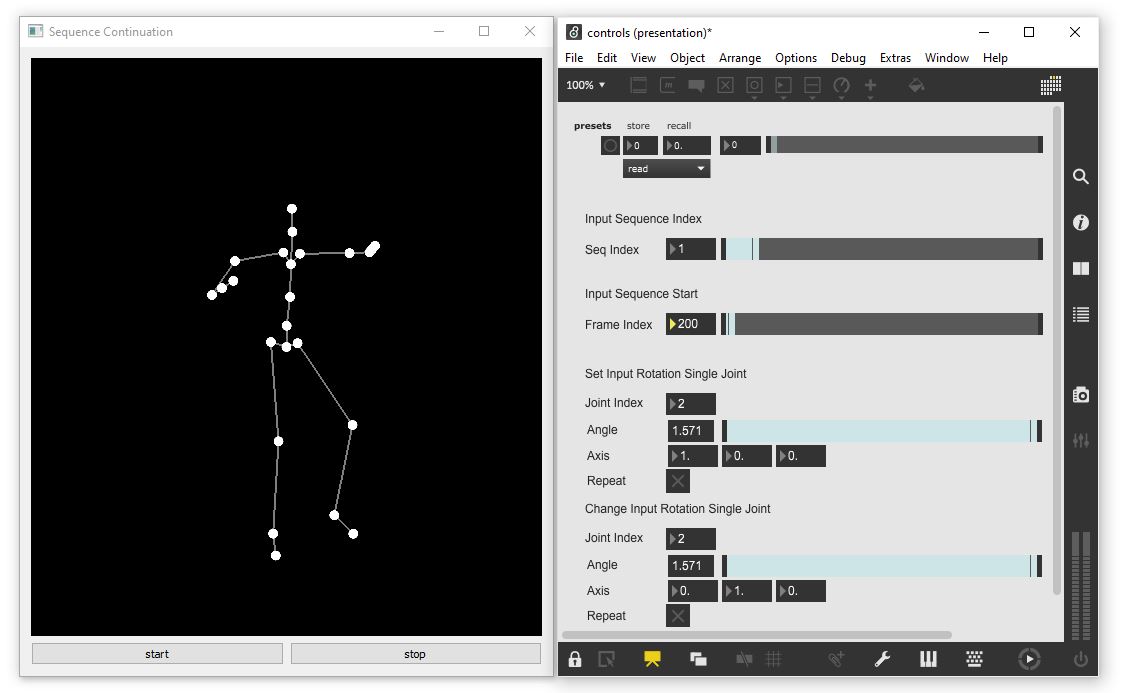 Sequence Continuation
start
stop
controls (presentation)*
File Edit View Object Arrange Options Debug Extras Window Help
100%
presets store recall
0 0. 0
read
Input Sequence Index
Seq Index 1
Input Sequence Start
Frame Index 200
Set Input Rotation Single Joint
Joint Index 2
Angle 1.571
Axis 1. 0. 0.
Repeat
Change Input Rotation Single Joint
Joint Index 2
Angle 1.571
Axis 0. 1. 0.
Repeat